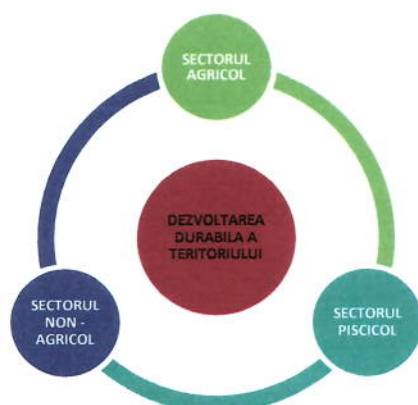 SECTORUL
AGRICOL
DEZVOLTAREA
DURABILA A
TERITORIULUI
SECTORUL
NON -
AGRICOL
SECTORUL
PISCICOL